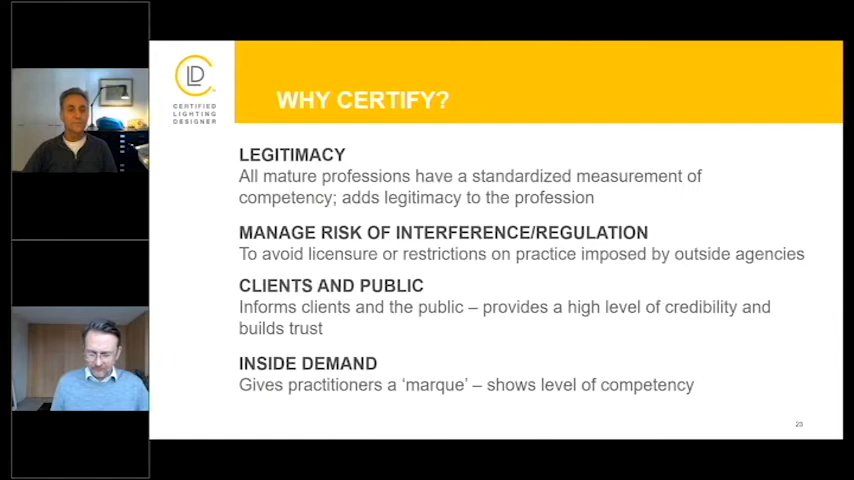 CLD
CERTIFIED
LIGHTING
DESIGNER
WHY CERTIFY?
LEGITIMACY
All mature professions have a standardized measurement of
competency; adds legitimacy to the profession
MANAGE RISK OF INTERFERENCE/REGULATION
To avoid licensure or restrictions on practice imposed by outside agencies
CLIENTS AND PUBLIC
Informs clients and the public – provides a high level of credibility and
builds trust
INSIDE DEMAND
Gives practitioners a ‘marque’ – shows level of competency
23